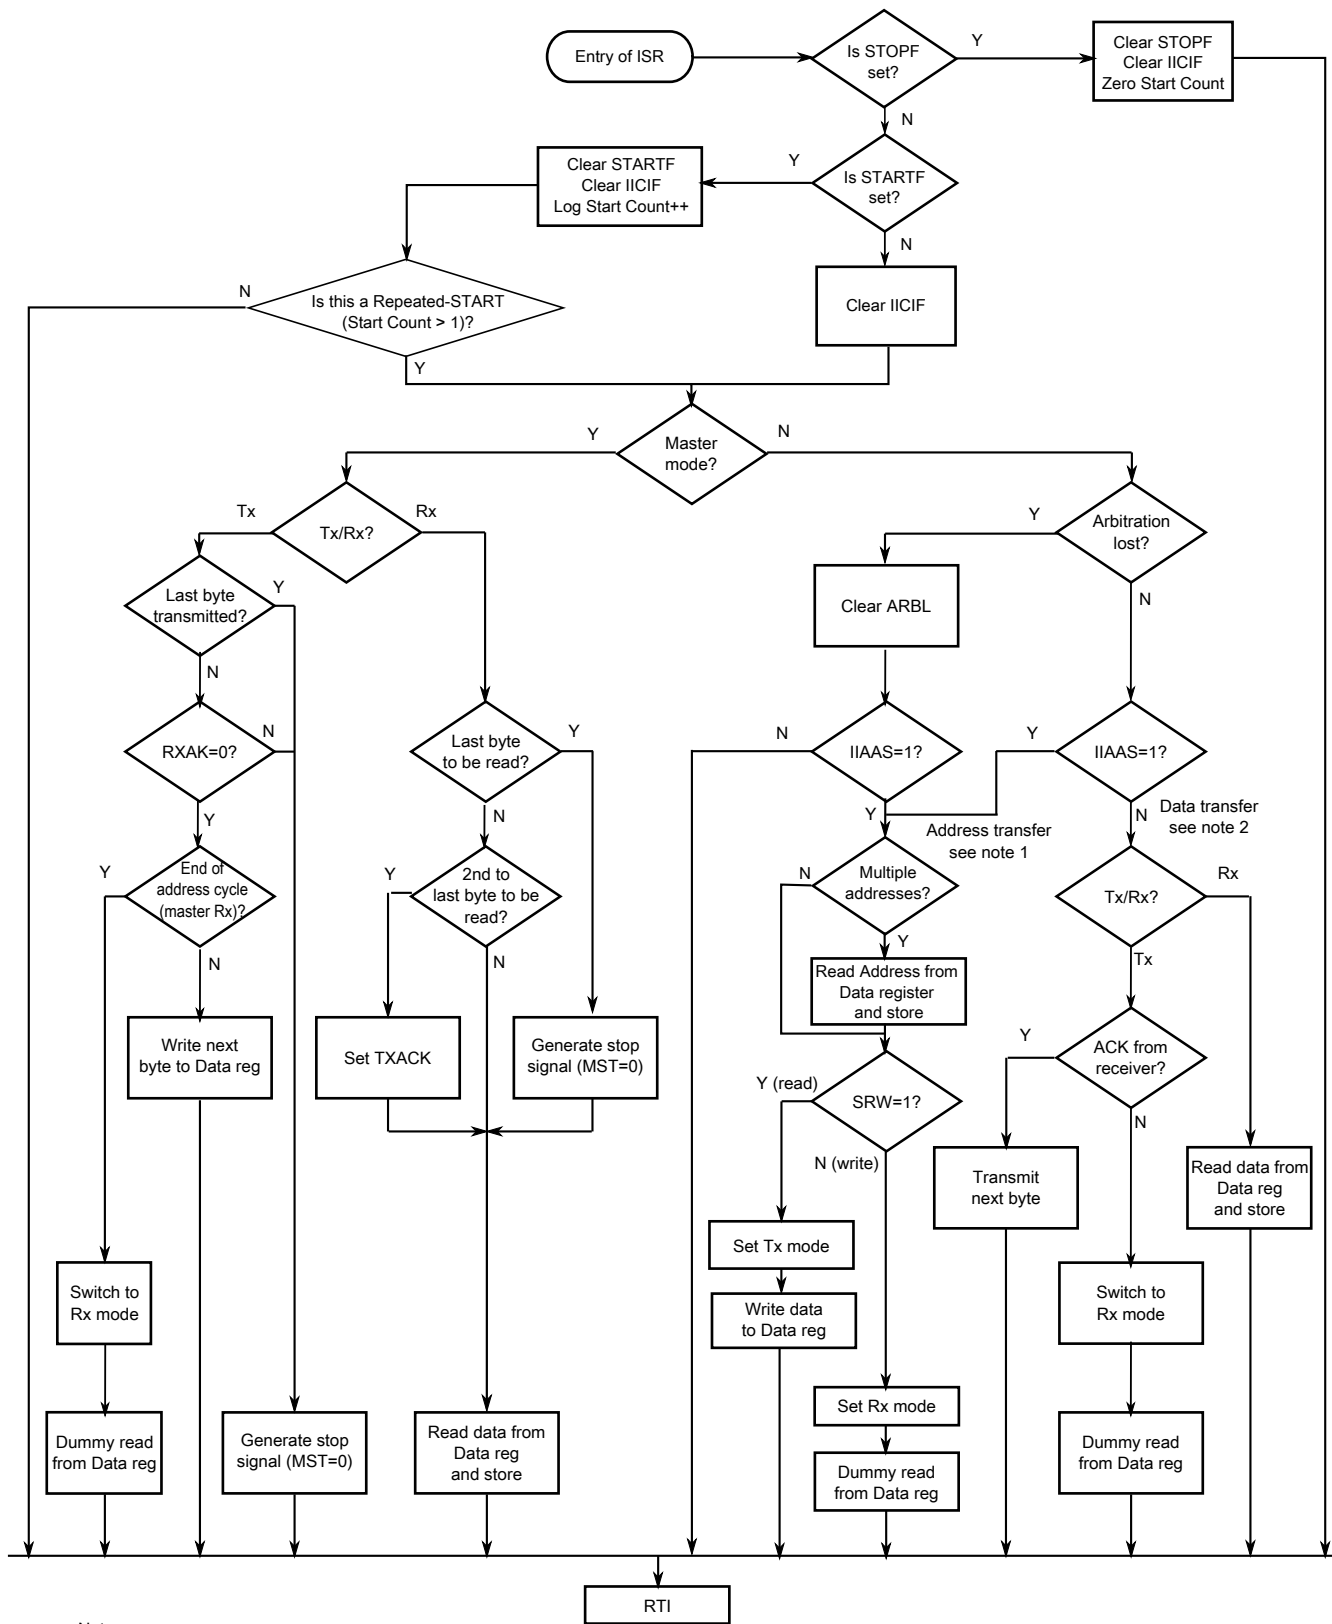 Entry of ISR
Is STOPF
set?
Y
Clear STOPF
Clear IICIF
Zero Start Count
N
Clear STARTF
Clear IICIF
Log Start Count++
Y
Is STARTF
set?
N
N
Is this a Repeated-START
(Start Count > 1)?
Clear IICIF
Y
Y
Master
mode?
N
Tx
Tx/Rx?
Rx
Y
Arbitration
lost?
Last byte
transmitted?
Y
Clear ARBL
N
N
RXAK=0?
N
Last byte
to be read?
Y
N
IIAAS=1?
Y
IIAAS=1?
Y
N
Y
Address transfer
see note 1
N
Data transfer
see note 2
Y
End of
address cycle
(master Rx)?
Y
2nd to
last byte to be
read?
N
Multiple
addresses?
Tx/Rx?
Rx
N
N
Y
Tx
Read Address from
Data register
and store
Write next
byte to Data reg
Set TXACK
Generate stop
signal (MST=0)
Y
ACK from
receiver?
Y (read)
SRW=1?
N
N (write)
Transmit
next byte
Read data from
Data reg
and store
Set Tx mode
Switch to
Rx mode
Write data
to Data reg
Switch to
Rx mode
Set Rx mode
Dummy read
from Data reg
Generate stop
signal (MST=0)
Read data from
Data reg
and store
Dummy read
from Data reg
Dummy read
from Data reg
RTI